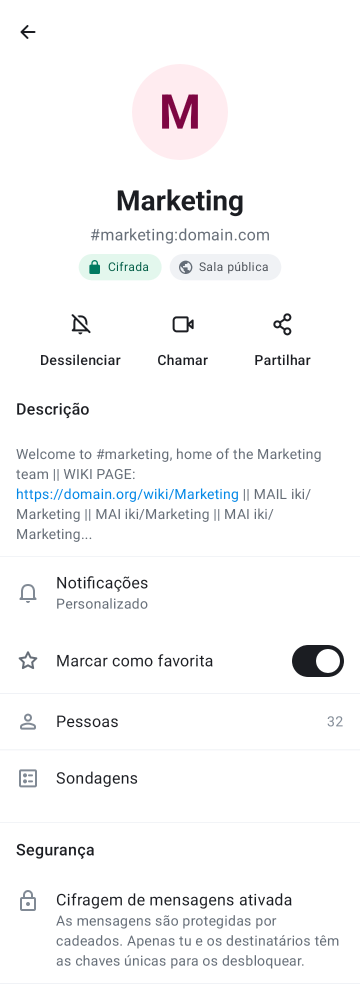 M
Marketing
#marketing:domain.com
Cifrada
Sala pública
Dessilenciar
Chamar
Partilhar
Descrição
Welcome to #marketing, home of the Marketing
team || WIKI PAGE:
https://domain.org/wiki/Marketing || MAIL iki/
Marketing || MAI iki/Marketing || MAI iki/
Marketing...
Notificações
Personalizado
Marcar como favorita
Pessoas
32
Sondagens
Segurança
Cifragem de mensagens ativada
As mensagens são protegidas por
cadeados. Apenas tu e os destinatários têm
as chaves únicas para os desbloquear.